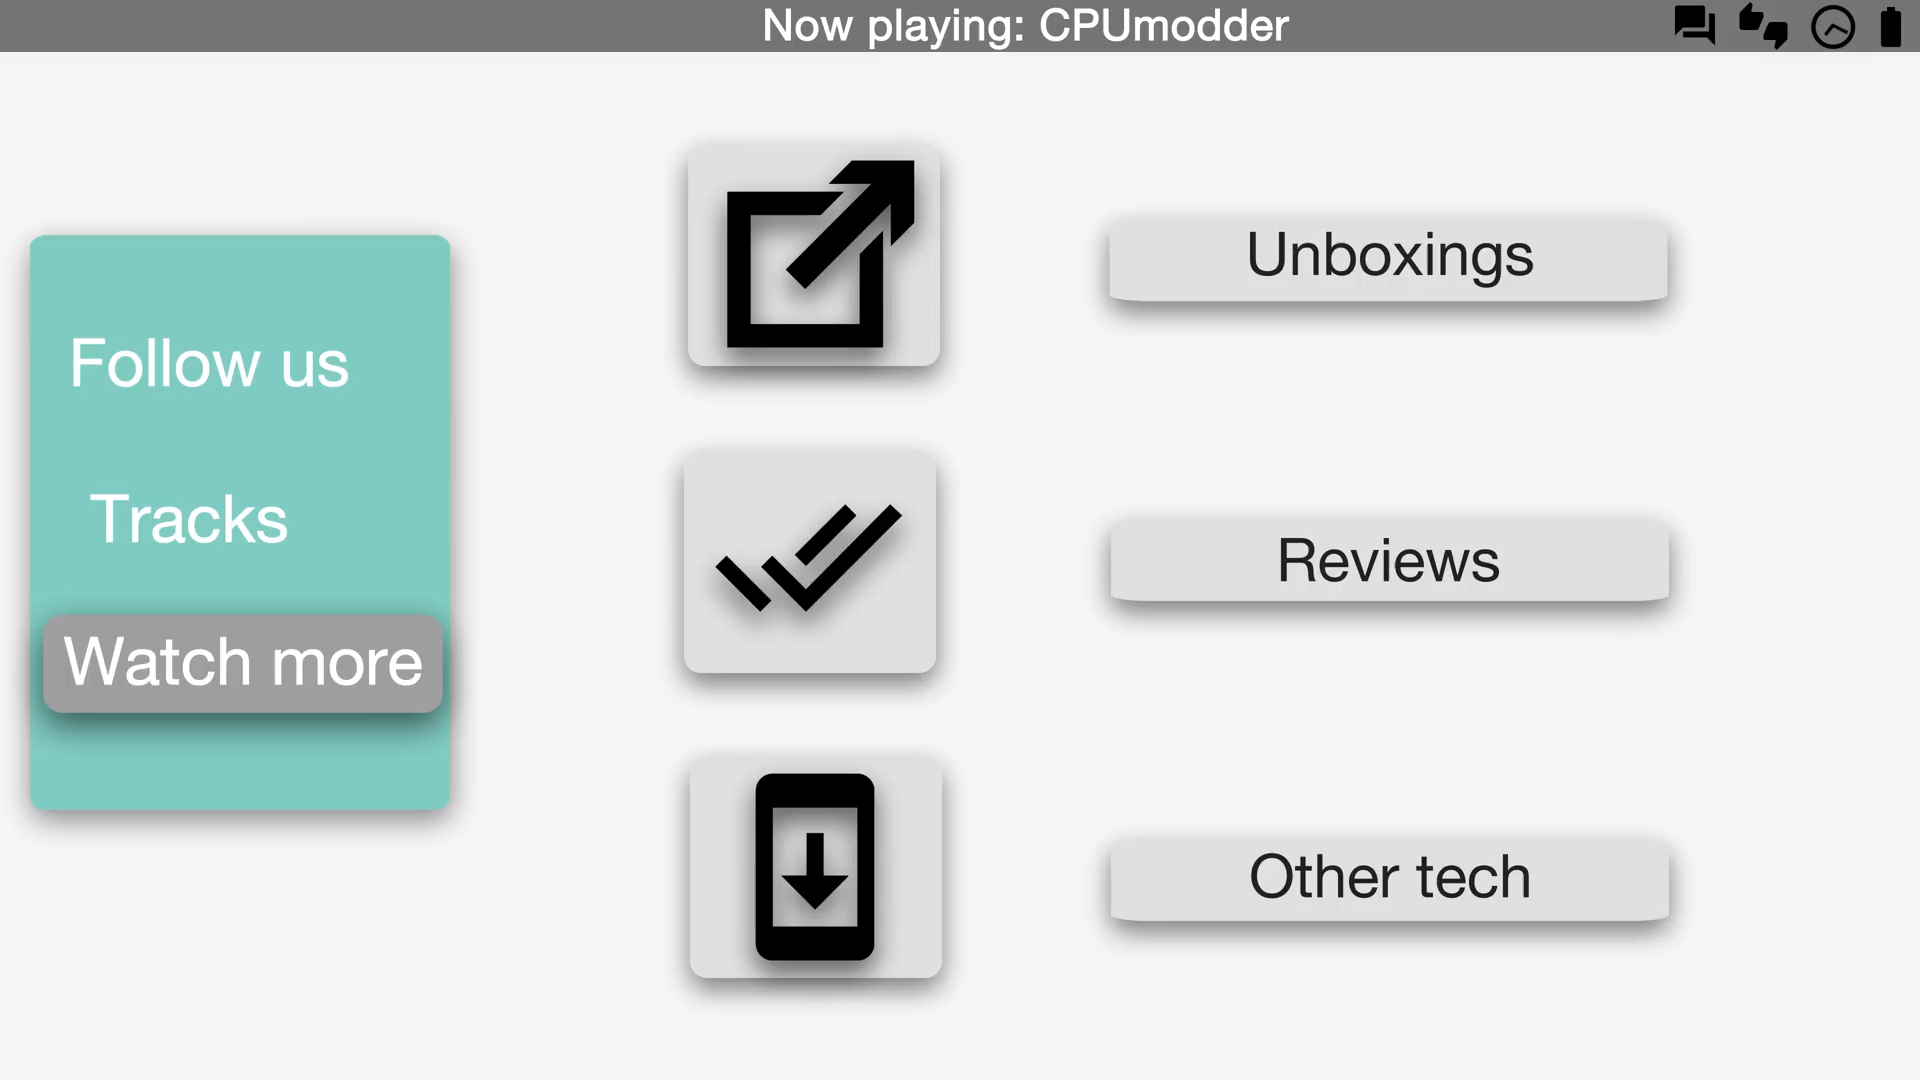 Now playing: CPUmodder
Follow us
Tracks
Watch more
Unboxings
Reviews
Other tech